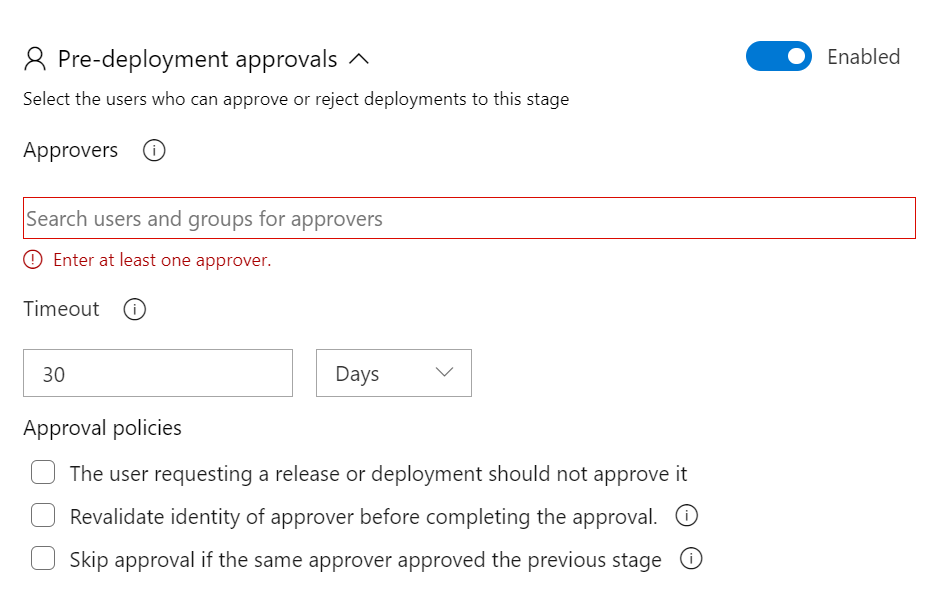 Pre-deployment approvals
Enabled
Select the users who can approve or reject deployments to this stage
Approvers
Search users and groups for approvers
Enter at least one approver.
Timeout
30
Days
Approval policies
The user requesting a release or deployment should not approve it
Revalidate identity of approver before completing the approval.
Skip approval if the same approver approved the previous stage